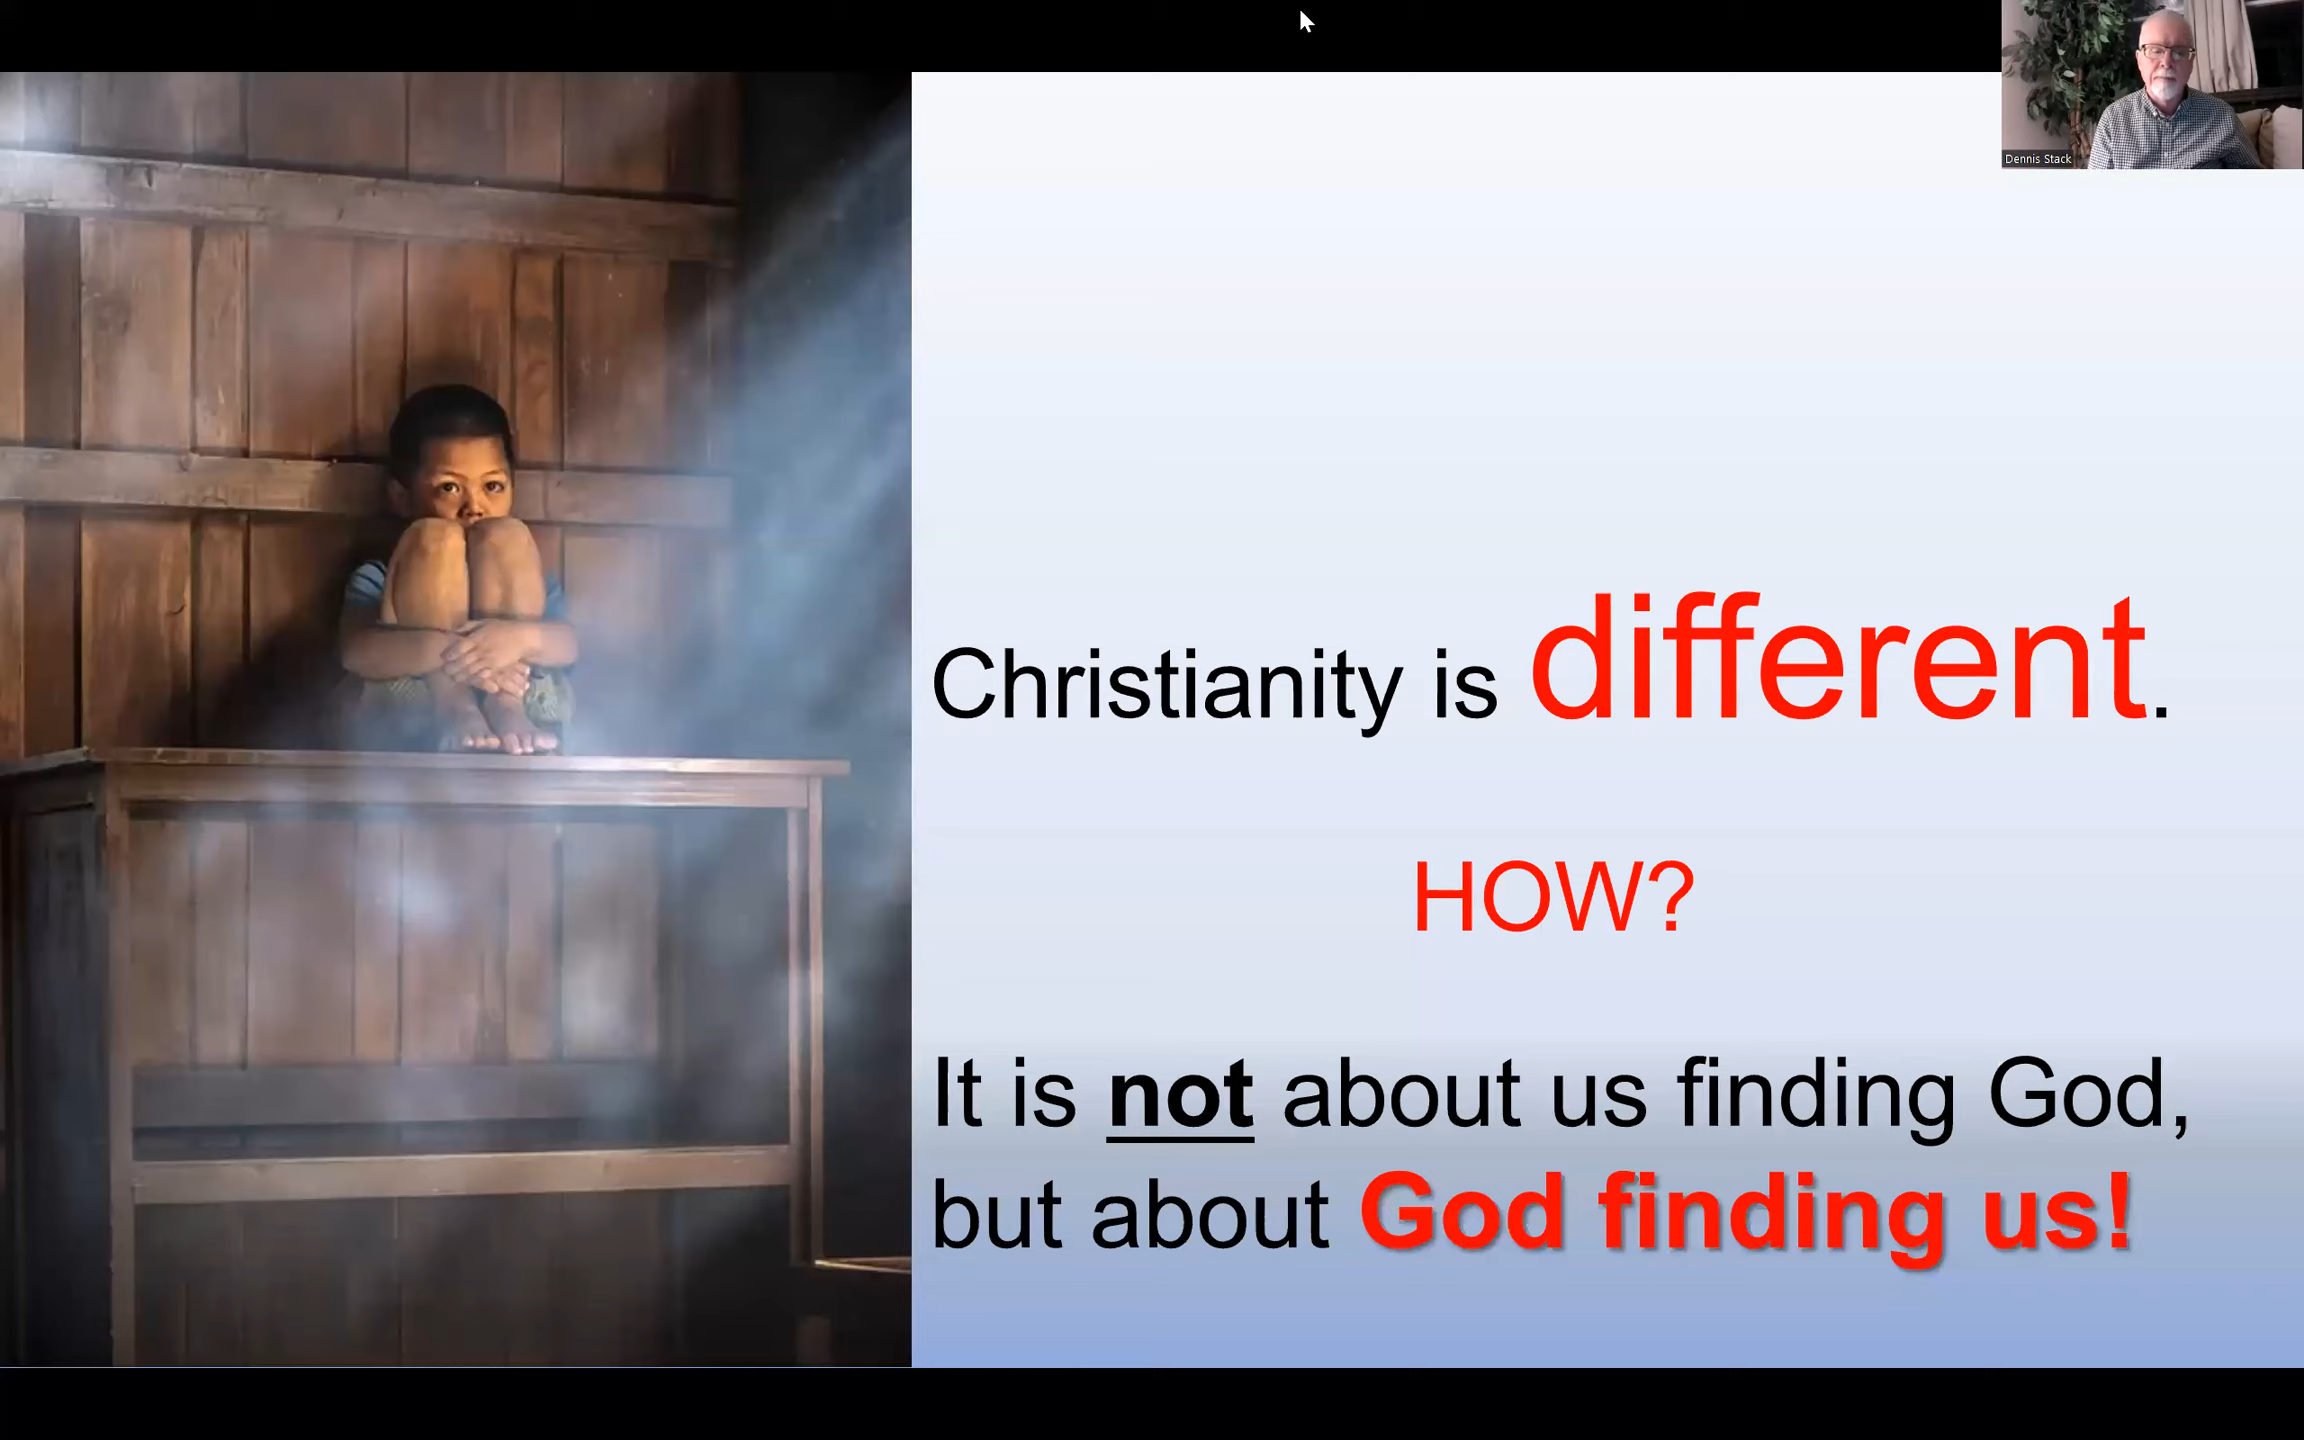 Dennis Stack
Christianity is different.
HOW?
It is not about us finding God,
but about God finding us!